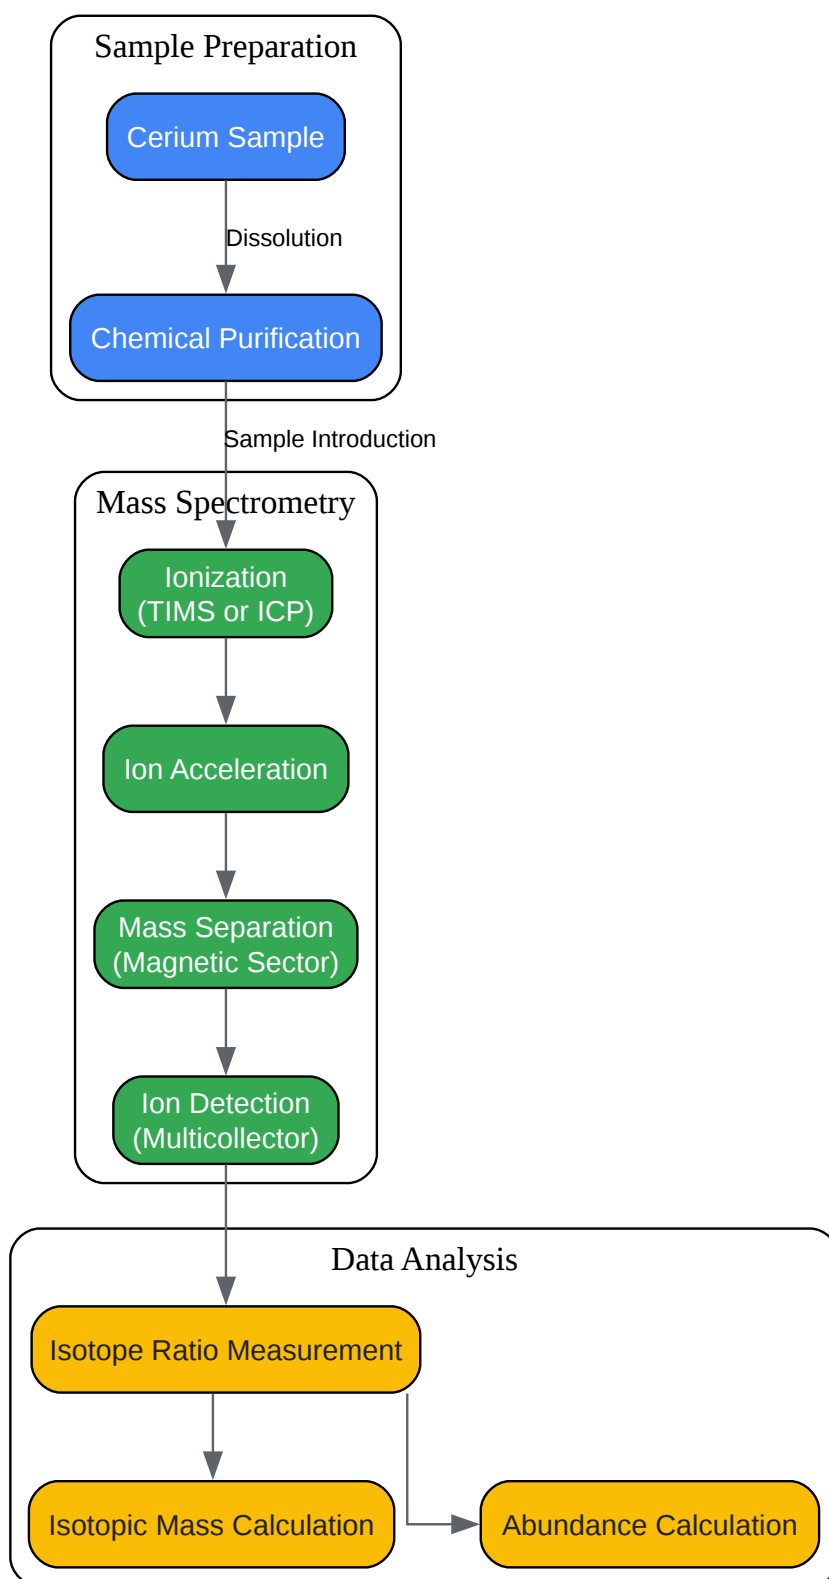 Sample Preparation
Cerium Sample
Dissolution
Chemical Purification
Sample Introduction
Mass Spectrometry
Ionization
(TIMS or ICP)
Ion Acceleration
Mass Separation
(Magnetic Sector)
Ion Detection
(Multicollector)
Data Analysis
Isotope Ratio Measurement
Isotopic Mass Calculation
Abundance Calculation